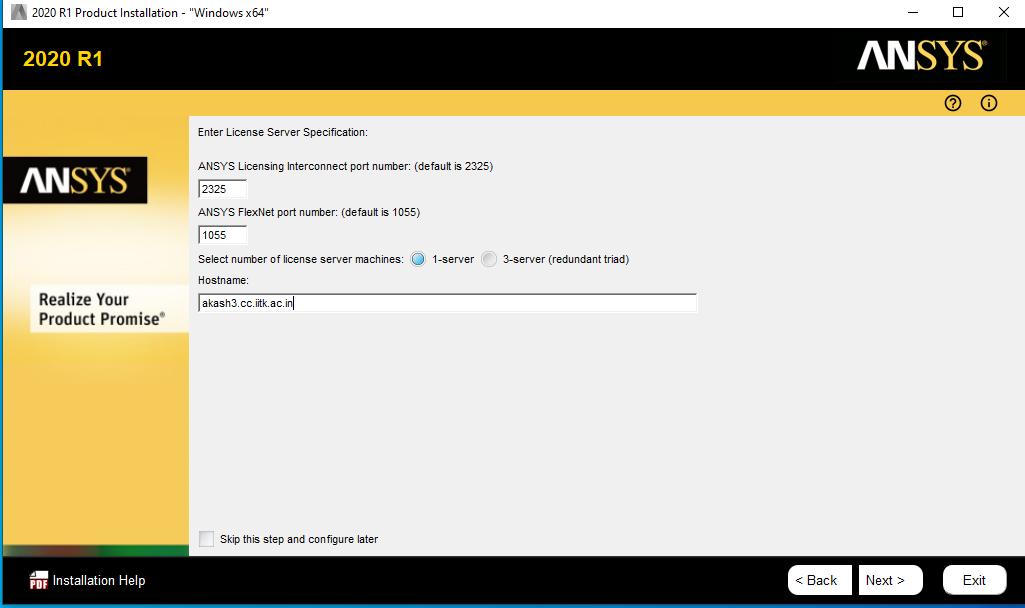 2020 R1 Product Installation - "Windows x64"
2020 R1
ANSYS®
Enter License Server Specification:
ANSYS Licensing Interconnect port number: (default is 2325)
2325
ANSYS FlexNet port number: (default is 1055)
1055
Select number of license server machines: 1-server 3-server (redundant triad)
Hostname:
akash3.cc.iitk.ac.in
ANSYS®
Realize Your
Product Promise®
Skip this step and configure later
PDF Installation Help
< Back Next > Exit